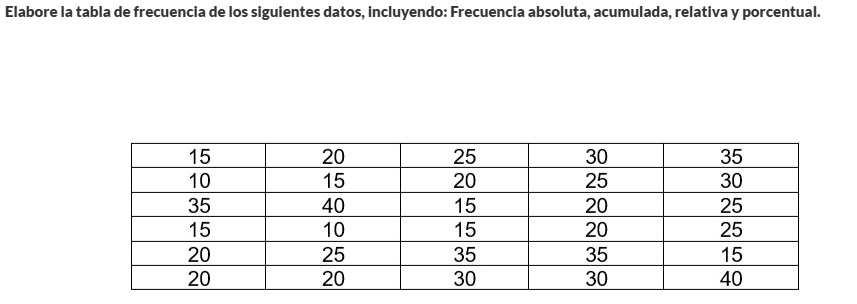 Elabore la tabla de frecuencia de los siguientes datos, incluyendo: Frecuencia absoluta, acumulada, relativa y porcentual.
15 20 25 30 35
10 15 20 25 30
35 40 15 20 25
15 10 15 20 25
20 25 35 35 15
20 20 30 30 40